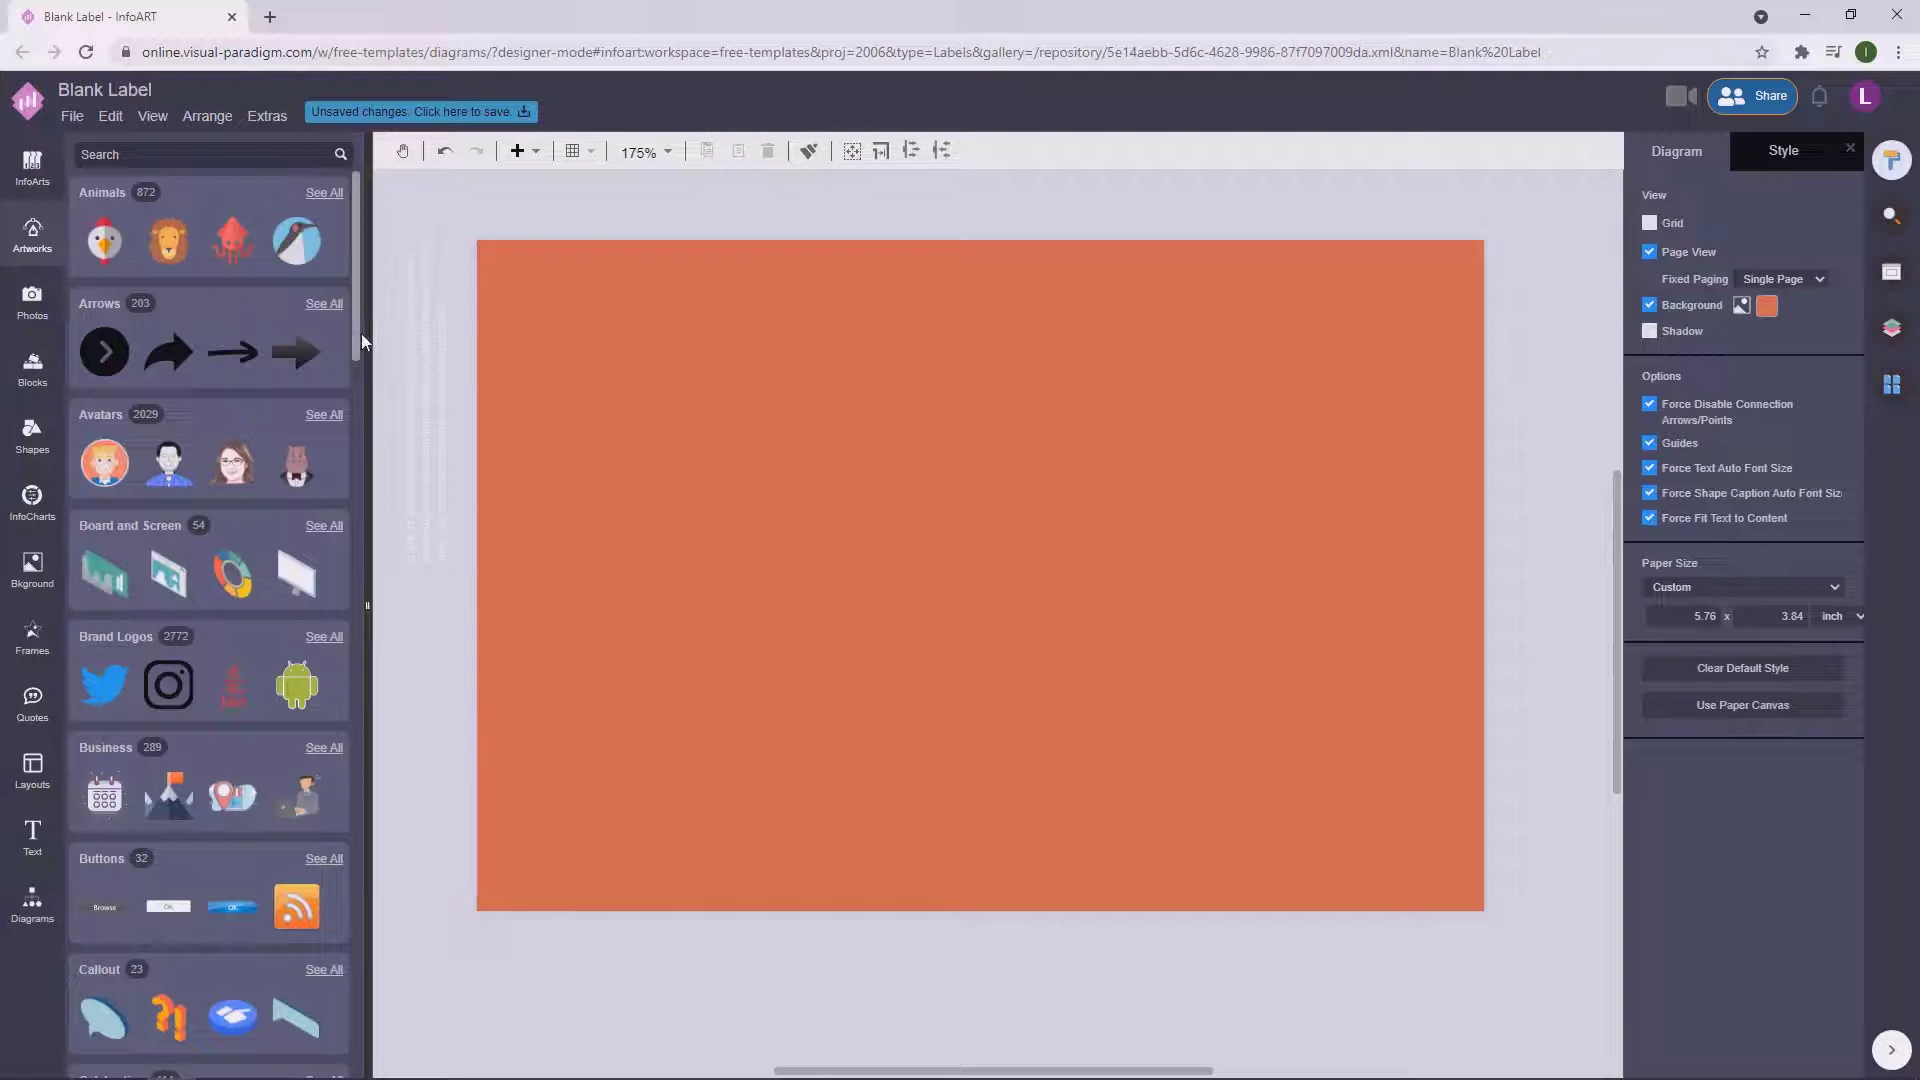 Blank Label - InfoART
online.visual-paradigm.com/w/free-templates/diagrams/?designer-mode#infoart:workspace=free-templates&proj=2006&type=Labels&gallery=/repository/5e14aebb-5d6c-4628-9986-87f7097009da.xml&name=Blank%20Label
I
Blank Label
File Edit View Arrange Extras
Unsaved changes. Click here to save.
Share
L
InfoArts
Artworks
Photos
Blocks
Shapes
InfoCharts
Bkground
Frames
Quotes
Layouts
Text
Diagrams
Search
Animals 872 See All
Arrows 203 See All
Avatars 2029 See All
Board and Screen 54 See All
Brand Logos 2772 See All
Business 289 See All
Buttons 32 See All
Browse OK OK
Callout 23 See All
175%
Diagram Style
View
Grid
Page View
Fixed Paging Single Page
Background
Shadow
Options
Force Disable Connection
Arrows/Points
Guides
Force Text Auto Font Size
Force Shape Caption Auto Font Siz
Force Fit Text to Content
Paper Size
Custom
5.76 x 3.84 inch
Clear Default Style
Use Paper Canvas